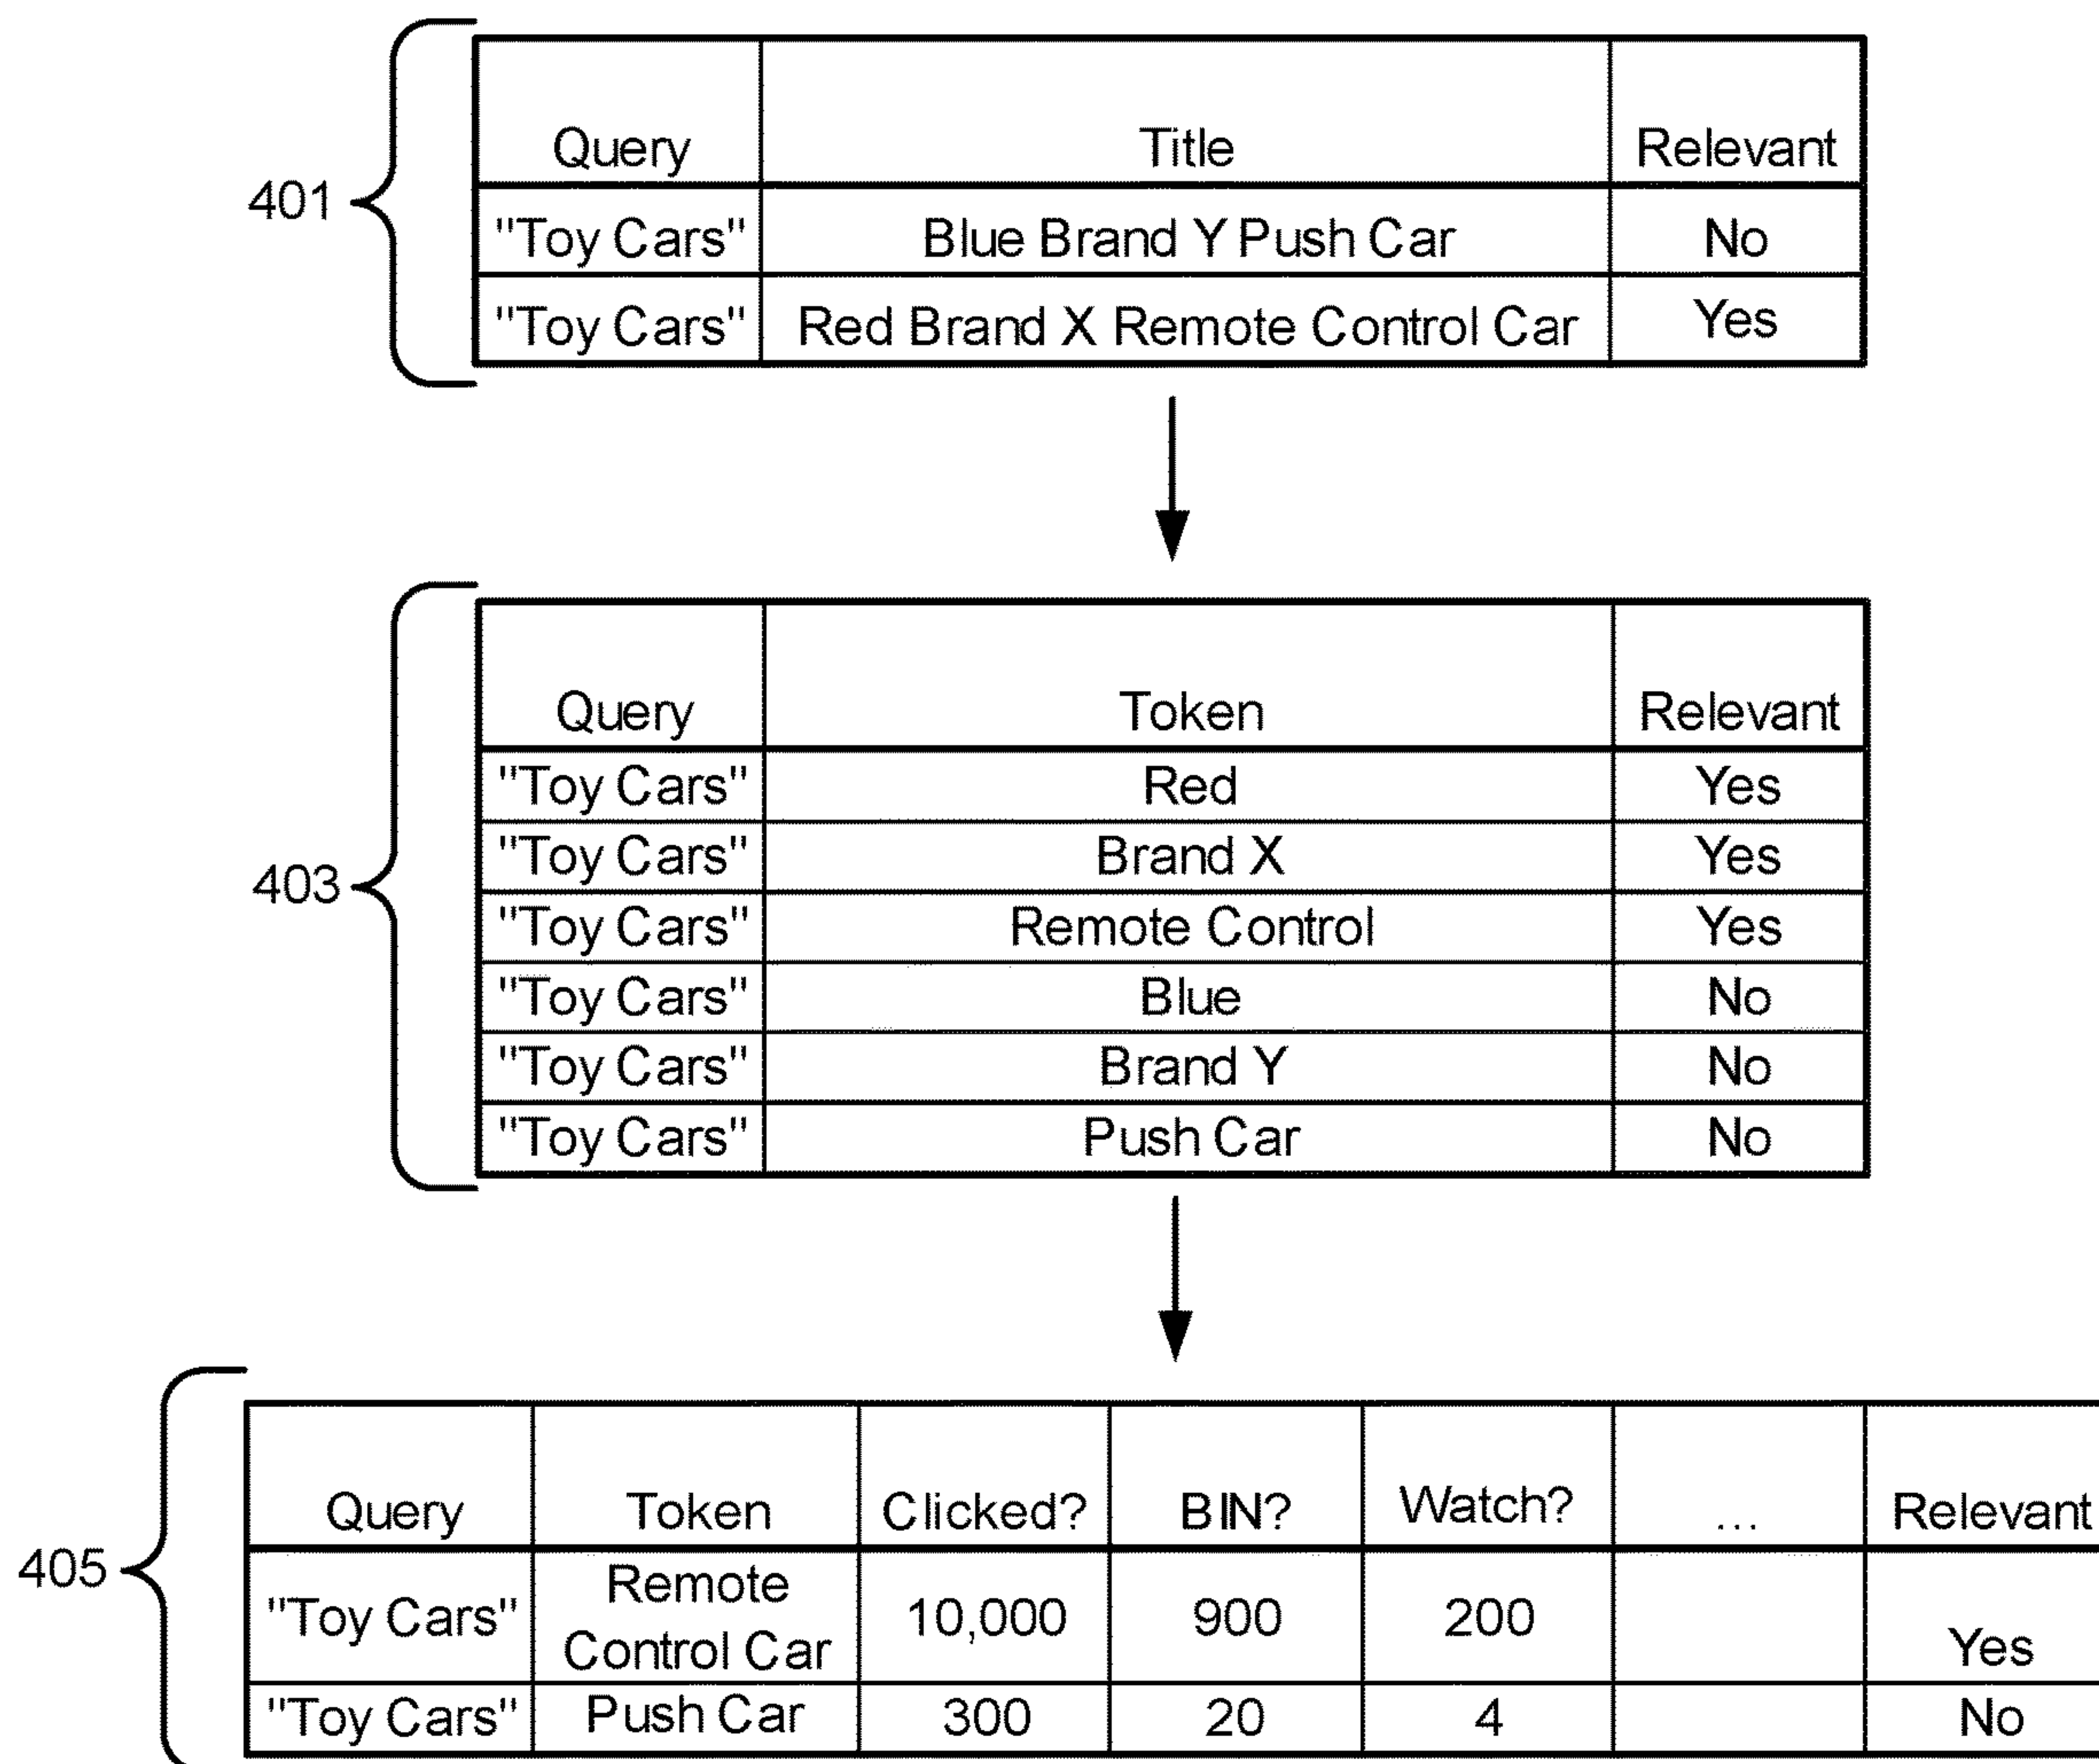 401
Query Title Relevant
"Toy Cars" Blue Brand Y Push Car No
"Toy Cars" Red Brand X Remote Control Car Yes
403
Query Token Relevant
"Toy Cars" Red Yes
"Toy Cars" Brand X Yes
"Toy Cars" Remote Control Yes
"Toy Cars" Blue No
"Toy Cars" Brand Y No
"Toy Cars" Push Car No
405
Query Token Clicked? BIN? Watch? ... Relevant
"Toy Cars" Remote
Control Car 10,000 900 200 Yes
"Toy Cars" Push Car 300 20 4 No